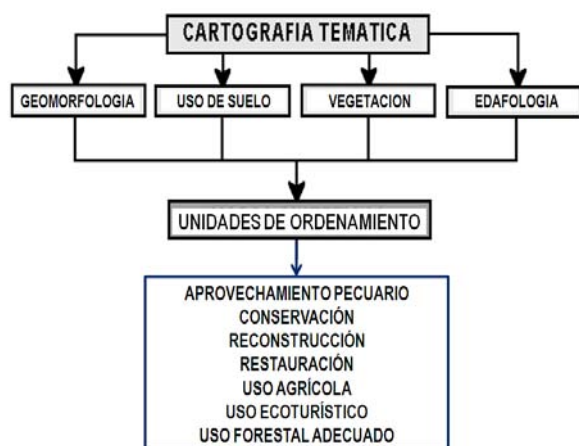 CARTOGRAFIA TEMATICA
GEOMORFOLOGIA
USO DE SUELO
VEGETACION
EDAFOLOGIA
UNIDADES DE ORDENAMIENTO
APROVECHAMIENTO PECUARIO
CONSERVACIÓN
RECONSTRUCCIÓN
RESTAURACIÓN
USO AGRÍCOLA
USO ECOTURÍSTICO
USO FORESTAL ADECUADO